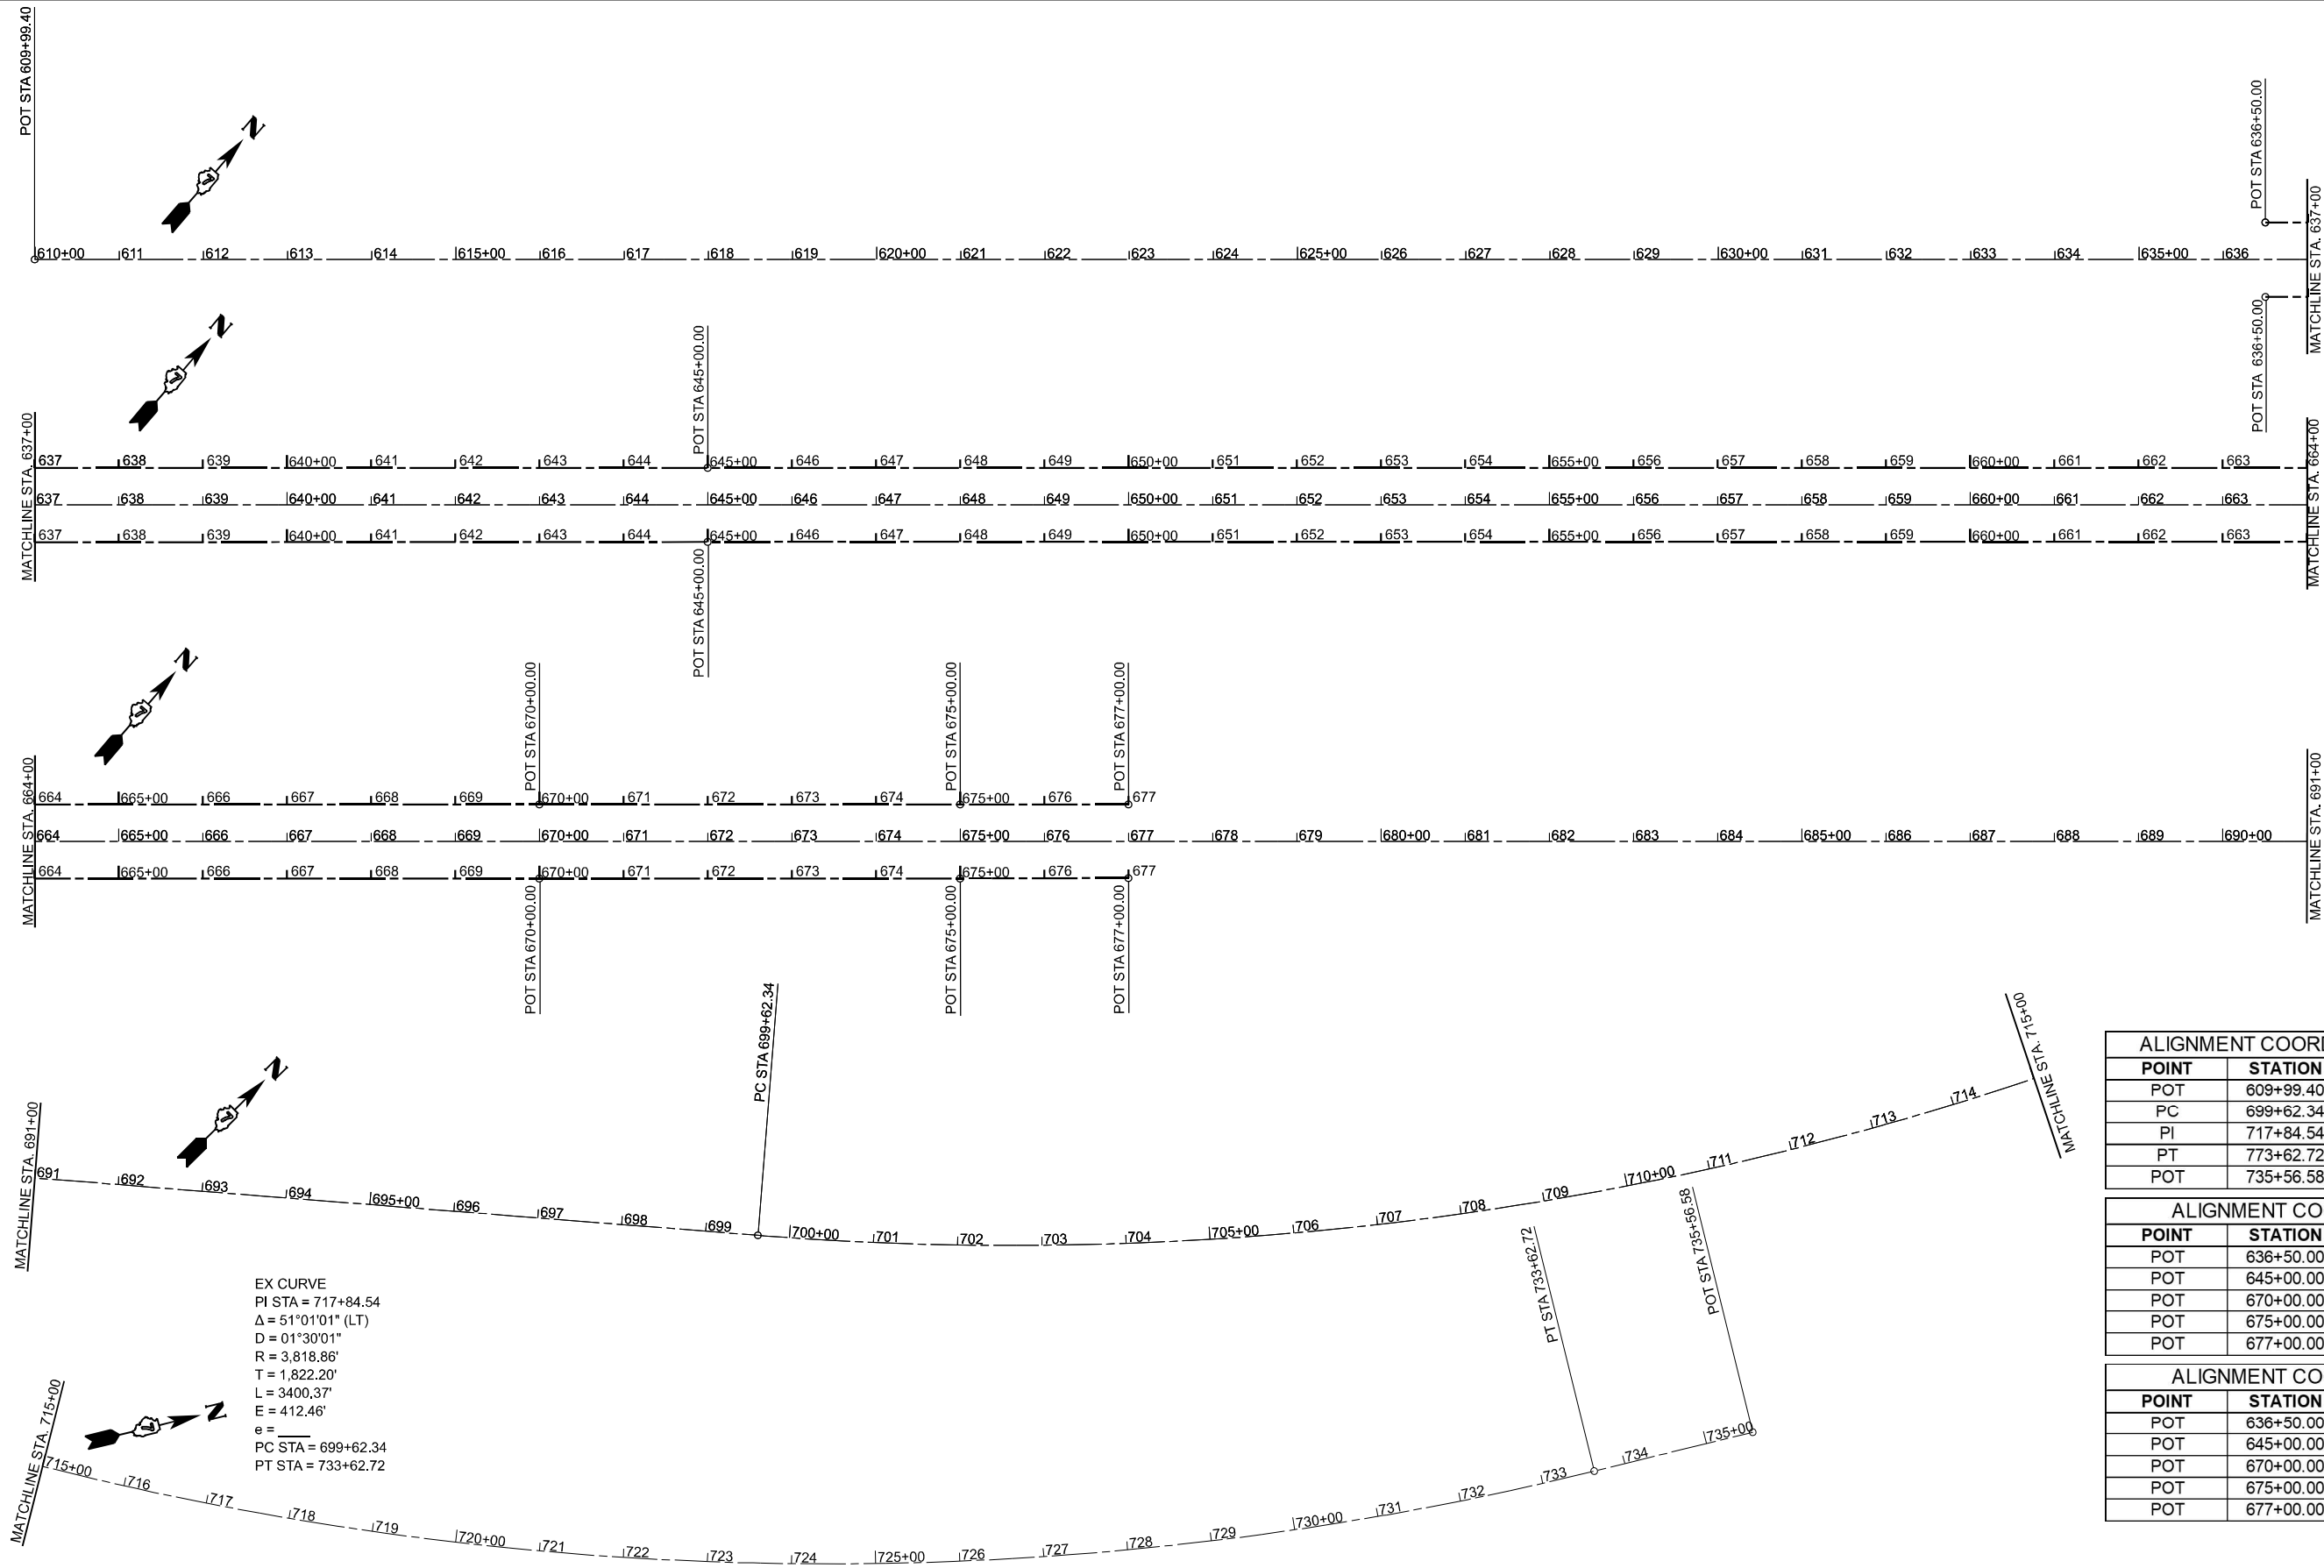 POT STA 609+99.40
N
7
POT STA 636+50.00
MATCHLINE STA. 637+00
610+00 611 612 613 614 615+00 616 617 618 619 620+00 621 622 623 624 625+00 626 627 628 629 630+00 631 632 633 634 635+00 636
POT STA 636+50.00
N
7
POT STA 645+00.00
MATCHLINE STA. 637+00
637 638 639 640+00 641 642 643 644 645+00 646 647 648 649 650+00 651 652 653 654 655+00 656 657 658 659 660+00 661 662 663
637 638 639 640+00 641 642 643 644 645+00 646 647 648 649 650+00 651 652 653 654 655+00 656 657 658 659 660+00 661 662 663
637 638 639 640+00 641 642 643 644 645+00 646 647 648 649 650+00 651 652 653 654 655+00 656 657 658 659 660+00 661 662 663
MATCHLINE STA. 664+00
POT STA 645+00.00
N
7
POT STA 670+00.00
POT STA 675+00.00
POT STA 677+00.00
MATCHLINE STA. 664+00
664 665+00 666 667 668 669 670+00 671 672 673 674 675+00 676 677
664 665+00 666 667 668 669 670+00 671 672 673 674 675+00 676 677 678 679 680+00 681 682 683 684 685+00 686 687 688 689 690+00
664 665+00 666 667 668 669 670+00 671 672 673 674 675+00 676 677
MATCHLINE STA. 691+00
POT STA 670+00.00
POT STA 675+00.00
POT STA 677+00.00
N
7
PC STA 699+62.34
MATCHLINE STA. 691+00
691 692 693 694 695+00 696 697 698 699 700+00 701 702 703 704 705+00 706 707 708 709 710+00 711 712 713 714
MATCHLINE STA. 715+00
EX CURVE
PI STA = 717+84.54
Δ = 51°01'01" (LT)
D = 01°30'01"
R = 3,818.86'
T = 1,822.20'
L = 3400.37'
E = 412.46'
e = ____
PC STA = 699+62.34
PT STA = 733+62.72
N
7
PT STA 733+62.72
POT STA 735+56.58
MATCHLINE STA. 715+00
715+00 716 717 718 719 720+00 721 722 723 724 725+00 726 727 728 729 730+00 731 732 733 734 735+00
ALIGNMENT COOR
POINT STATION
POT 609+99.40
PC 699+62.34
PI 717+84.54
PT 773+62.72
POT 735+56.58
ALIGNMENT CO
POINT STATION
POT 636+50.00
POT 645+00.00
POT 670+00.00
POT 675+00.00
POT 677+00.00
ALIGNMENT CO
POINT STATION
POT 636+50.00
POT 645+00.00
POT 670+00.00
POT 675+00.00
POT 677+00.00